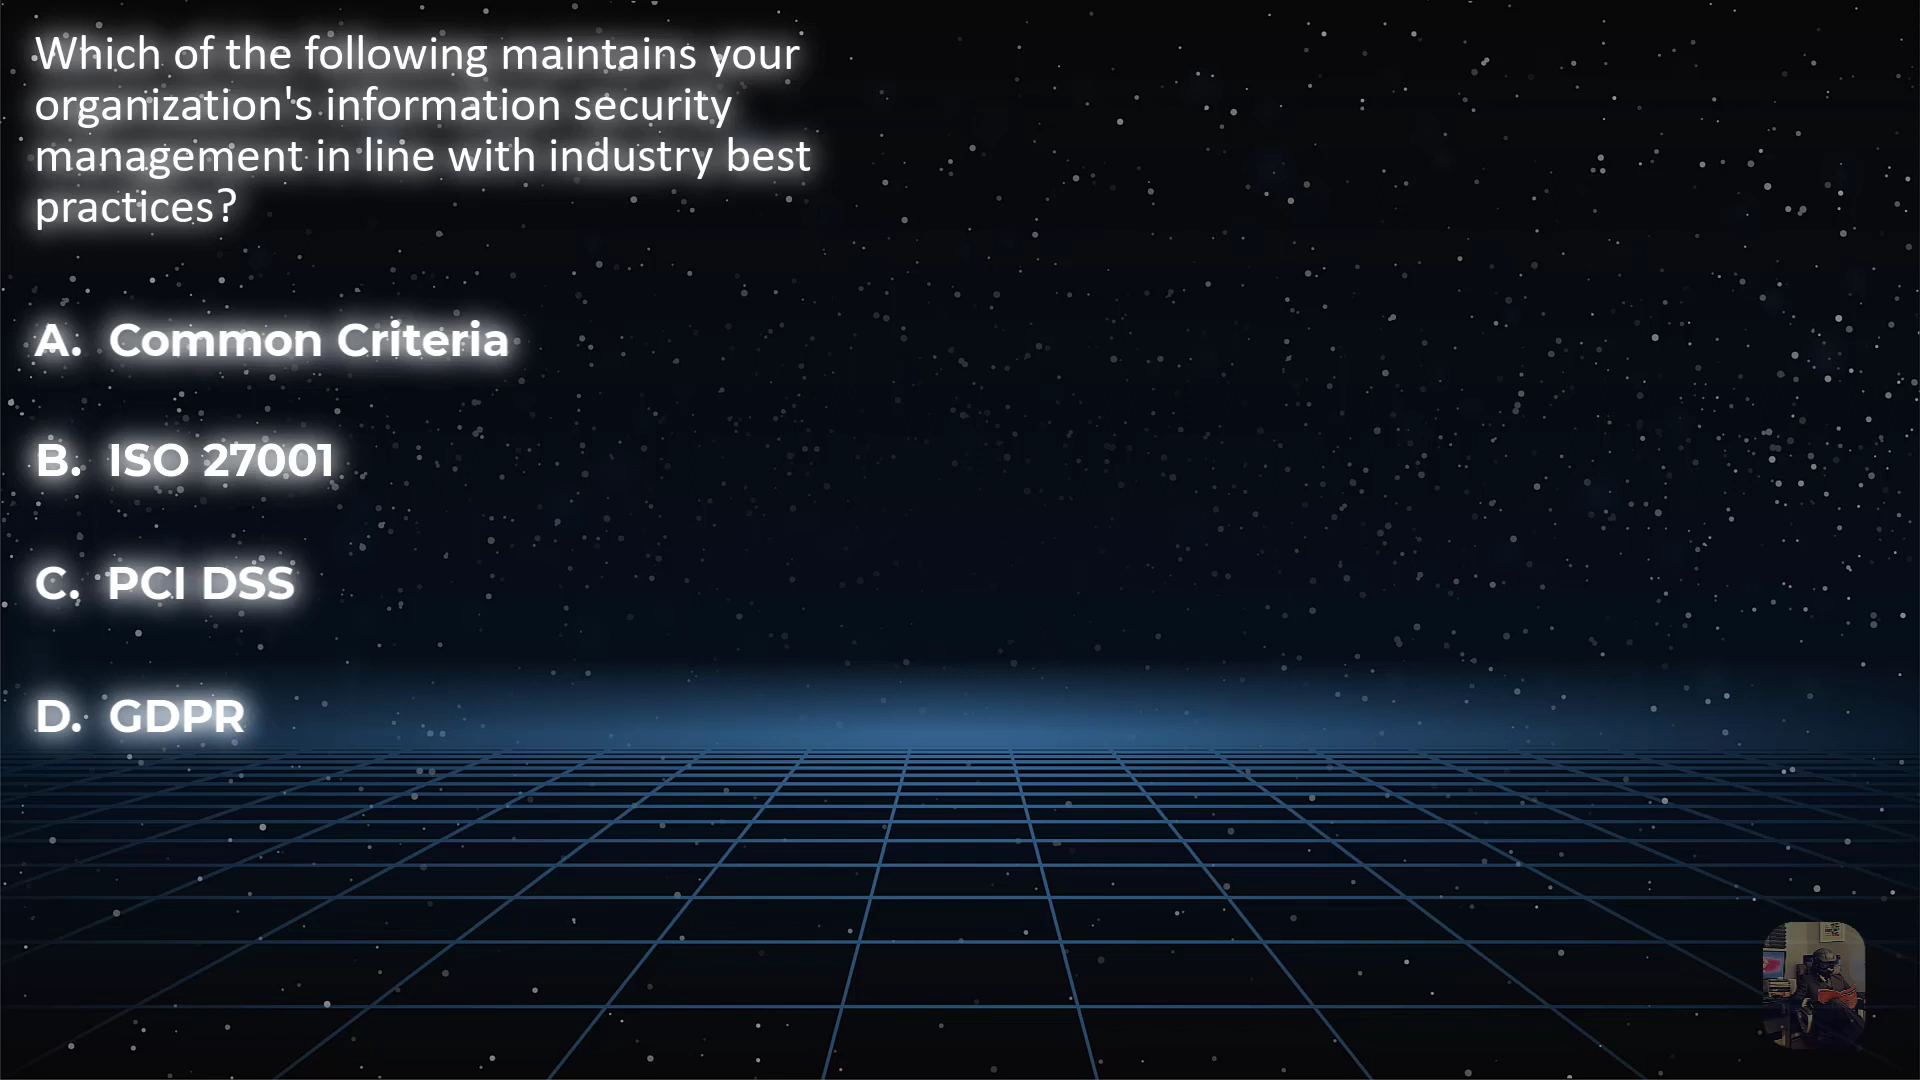 Which of the following maintains your
organization's information security
management in line with industry best
practices?
A. Common Criteria
B. ISO 27001
C. PCI DSS
D. GDPR